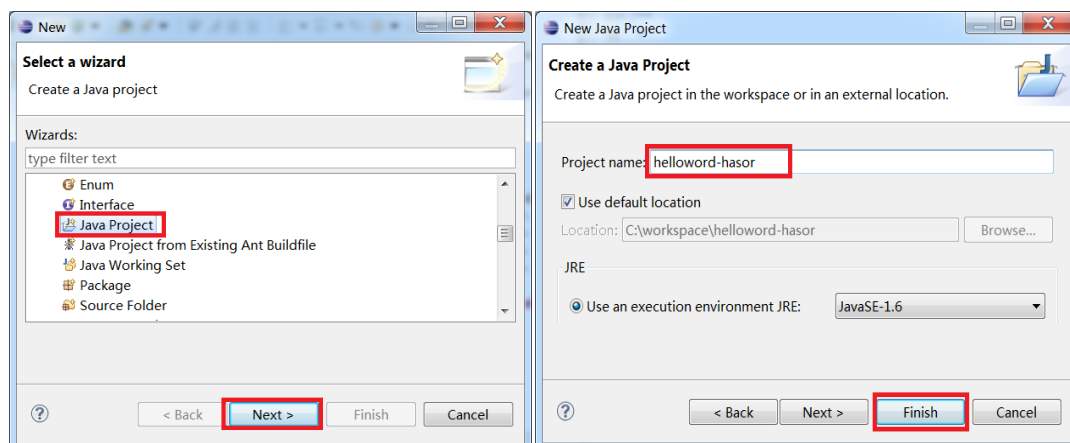 New
Select a wizard
Create a Java project
Wizards:
type filter text
Enum
Interface
Java Project
Java Project from Existing Ant Buildfile
Java Working Set
Package
Source Folder
< Back
Next >
Finish
Cancel
New Java Project
Create a Java Project
Create a Java project in the workspace or in an external location.
Project name: helloword-hasor
Use default location
Location: C:\workspace\helloword-hasor Browse...
JRE
Use an execution environment JRE: JavaSE-1.6
< Back
Next >
Finish
Cancel